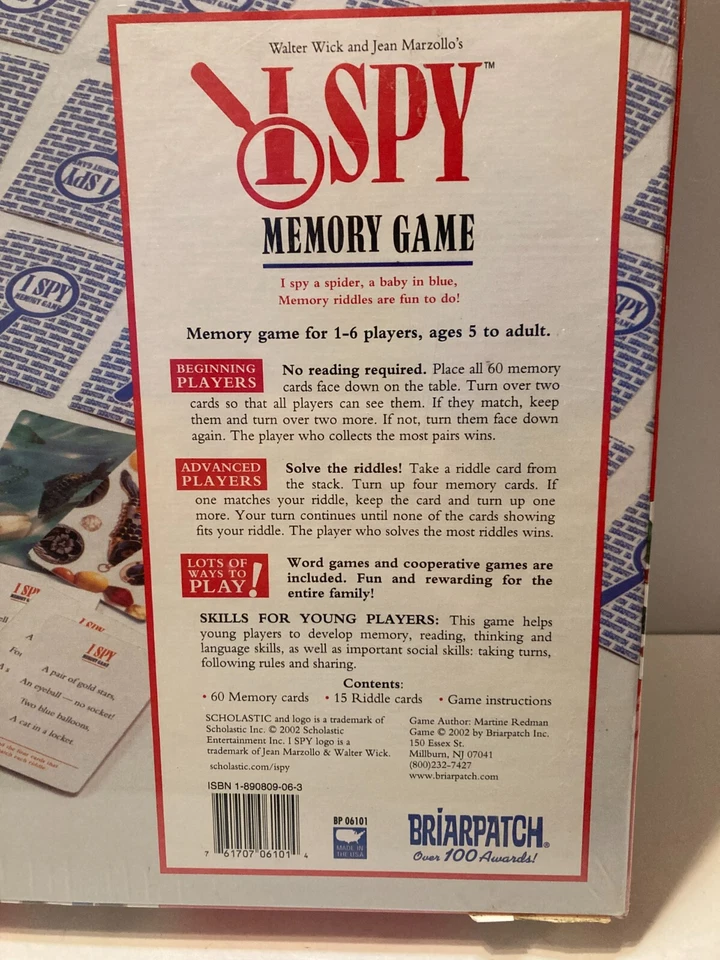 Walter Wick and Jean Marzollo's
I SPY™
MEMORY GAME
I spy a spider, a baby in blue,
Memory riddles are fun to do!
Memory game for 1-6 players, ages 5 to adult.
BEGINNING
PLAYERS
No reading required. Place all 60 memory
cards face down on the table. Turn over two
cards so that all players can see them. If they match, keep
them and turn over two more. If not, turn them face down
again. The player who collects the most pairs wins.
ADVANCED
PLAYERS
Solve the riddles! Take a riddle card from
the stack. Turn up four memory cards. If
one matches your riddle, keep the card and turn up one
more. Your turn continues until none of the cards showing
fits your riddle. The player who solves the most riddles wins.
LOTS OF
WAYS TO
PLAY!
Word games and cooperative games are
included. Fun and rewarding for the
entire family!
SKILLS FOR YOUNG PLAYERS: This game helps
young players to develop memory, reading, thinking and
language skills, as well as important social skills: taking turns,
following rules and sharing.
Contents:
• 60 Memory cards • 15 Riddle cards • Game instructions
SCHOLASTIC and logo is a trademark of
Scholastic Inc. © 2002 Scholastic
Entertainment Inc. I SPY logo is a
trademark of Jean Marzollo & Walter Wick.
scholastic.com/ispy
Game Author: Martine Redman
Game © 2002 by Briarpatch Inc.
150 Essex St.
Millburn, NJ 07041
(800)232-7427
www.briarpatch.com
ISBN 1-890809-06-3
7 61707 06101 4
BP 06101
MADE IN
THE USA
BRIARPATCH®
Over 100 Awards!
I SPY
I SPY
MEMORY GAME
I SPY
I SPY
MEMORY GAME
A pair of gold stars,
An eyeball — no socket!
Two blue balloons,
A cat in a locket.